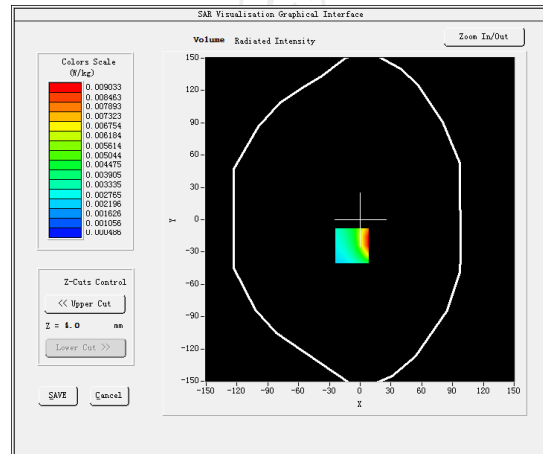 SAR Visualisation Graphical Interface
Volume Radiated Intensity
Zoom In/Out
Colors Scale
(W/kg)
0.009033
0.008463
0.007893
0.007323
0.006754
0.006184
0.005614
0.005044
0.004475
0.003905
0.003335
0.002765
0.002196
0.001626
0.001056
0.000486
Z-Cuts Control
<< Upper Cut
Z = 4.0 mm
Lower Cut >>
SAVE Cancel
150
120
90
60
30
0
-30
-60
-90
-120
-150
Y
-150 -120 -90 -60 -30 0 30 60 90 120 150
X